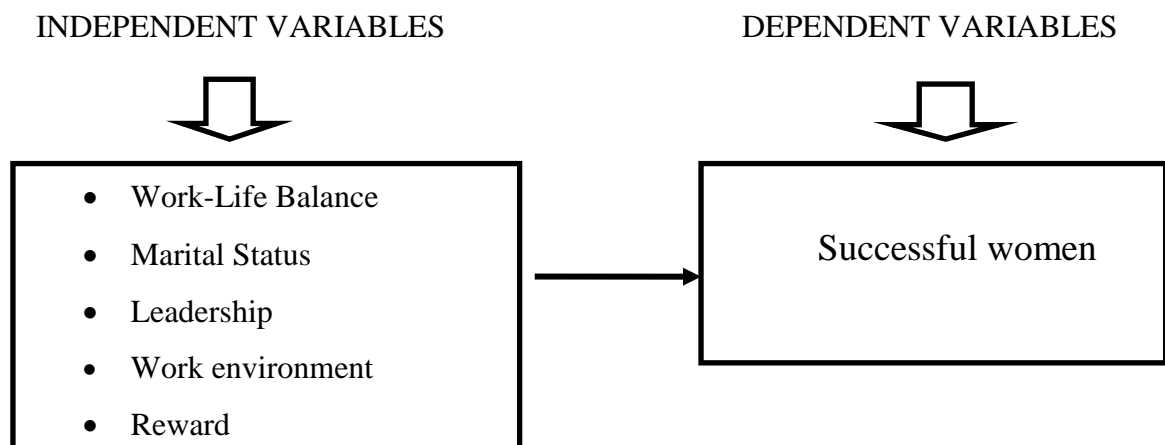 INDEPENDENT VARIABLES
DEPENDENT VARIABLES
• Work-Life Balance
• Marital Status
• Leadership
• Work environment
• Reward
Successful women